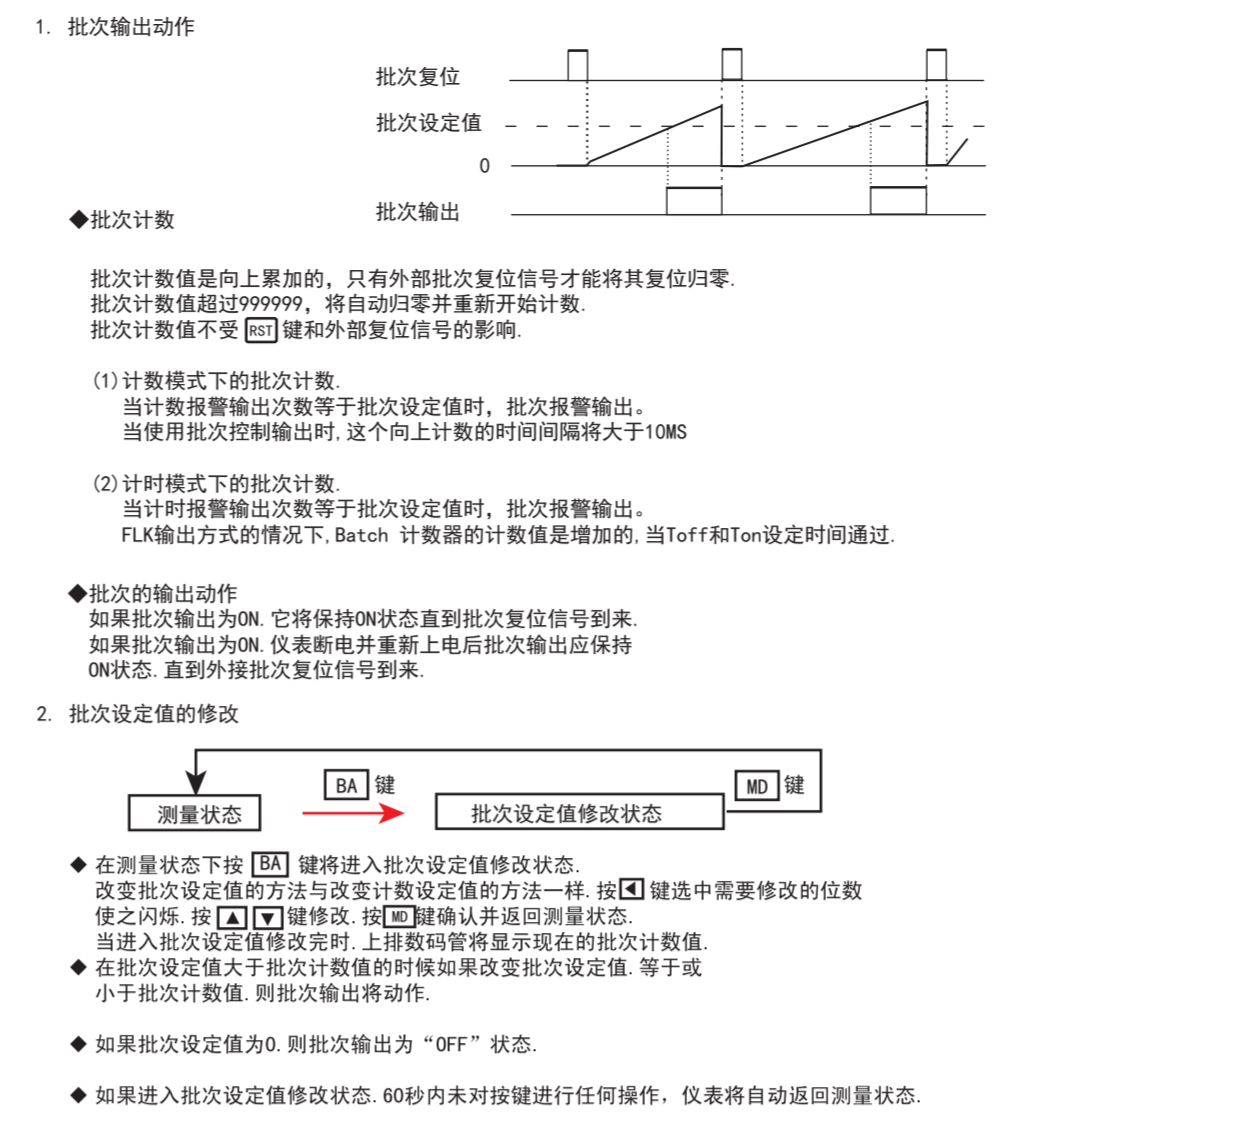 1. 批次输出动作
批次复位
批次设定值
0
批次输出
◆批次计数
批次计数值是向上累加的，只有外部批次复位信号才能将其复位归零.
批次计数值超过999999，将自动归零并重新开始计数.
批次计数值不受 RST 键和外部复位信号的影响.
(1)计数模式下的批次计数.
当计数报警输出次数等于批次设定值时，批次报警输出。
当使用批次控制输出时,这个向上计数的时间间隔将大于10MS
(2)计时模式下的批次计数.
当计时报警输出次数等于批次设定值时，批次报警输出。
FLK输出方式的情况下,Batch 计数器的计数值是增加的,当Toff和Ton设定时间通过.
◆批次的输出动作
如果批次输出为ON.它将保持ON状态直到批次复位信号到来.
如果批次输出为ON.仪表断电并重新上电后批次输出应保持
ON状态.直到外接批次复位信号到来.
2. 批次设定值的修改
测量状态
BA 键
批次设定值修改状态
MD 键
◆ 在测量状态下按 BA 键将进入批次设定值修改状态.
改变批次设定值的方法与改变计数设定值的方法一样.按◀键选中需要修改的位数
使之闪烁.按▲▼键修改.按MD键确认并返回测量状态.
当进入批次设定值修改完时.上排数码管将显示现在的批次计数值.
◆ 在批次设定值大于批次计数值的时候如果改变批次设定值.等于或
小于批次计数值.则批次输出将动作.
◆ 如果批次设定值为0.则批次输出为“OFF”状态.
◆ 如果进入批次设定值修改状态.60秒内未对按键进行任何操作，仪表将自动返回测量状态.